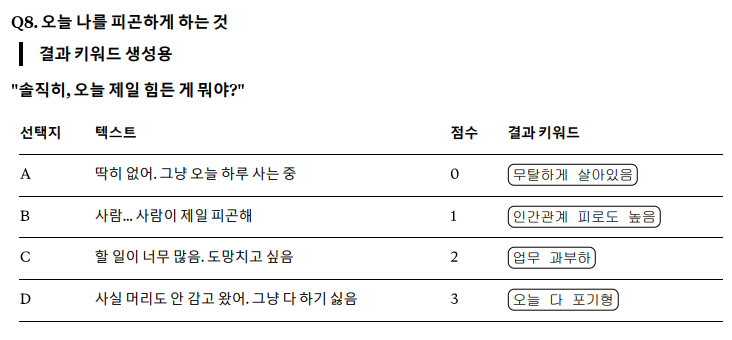 Q8. 오늘 나를 피곤하게 하는 것
결과 키워드 생성용
"솔직히, 오늘 제일 힘든 게 뭐야?"
선택지 텍스트 점수 결과 키워드
A 딱히 없어. 그냥 오늘 하루 사는 중 0 무탈하게 살아있음
B 사람... 사람이 제일 피곤해 1 인간관계 피로도 높음
C 할 일이 너무 많음. 도망치고 싶음 2 업무 과부하
D 사실 머리도 안 감고 왔어. 그냥 다 하기 싫음 3 오늘 다 포기형